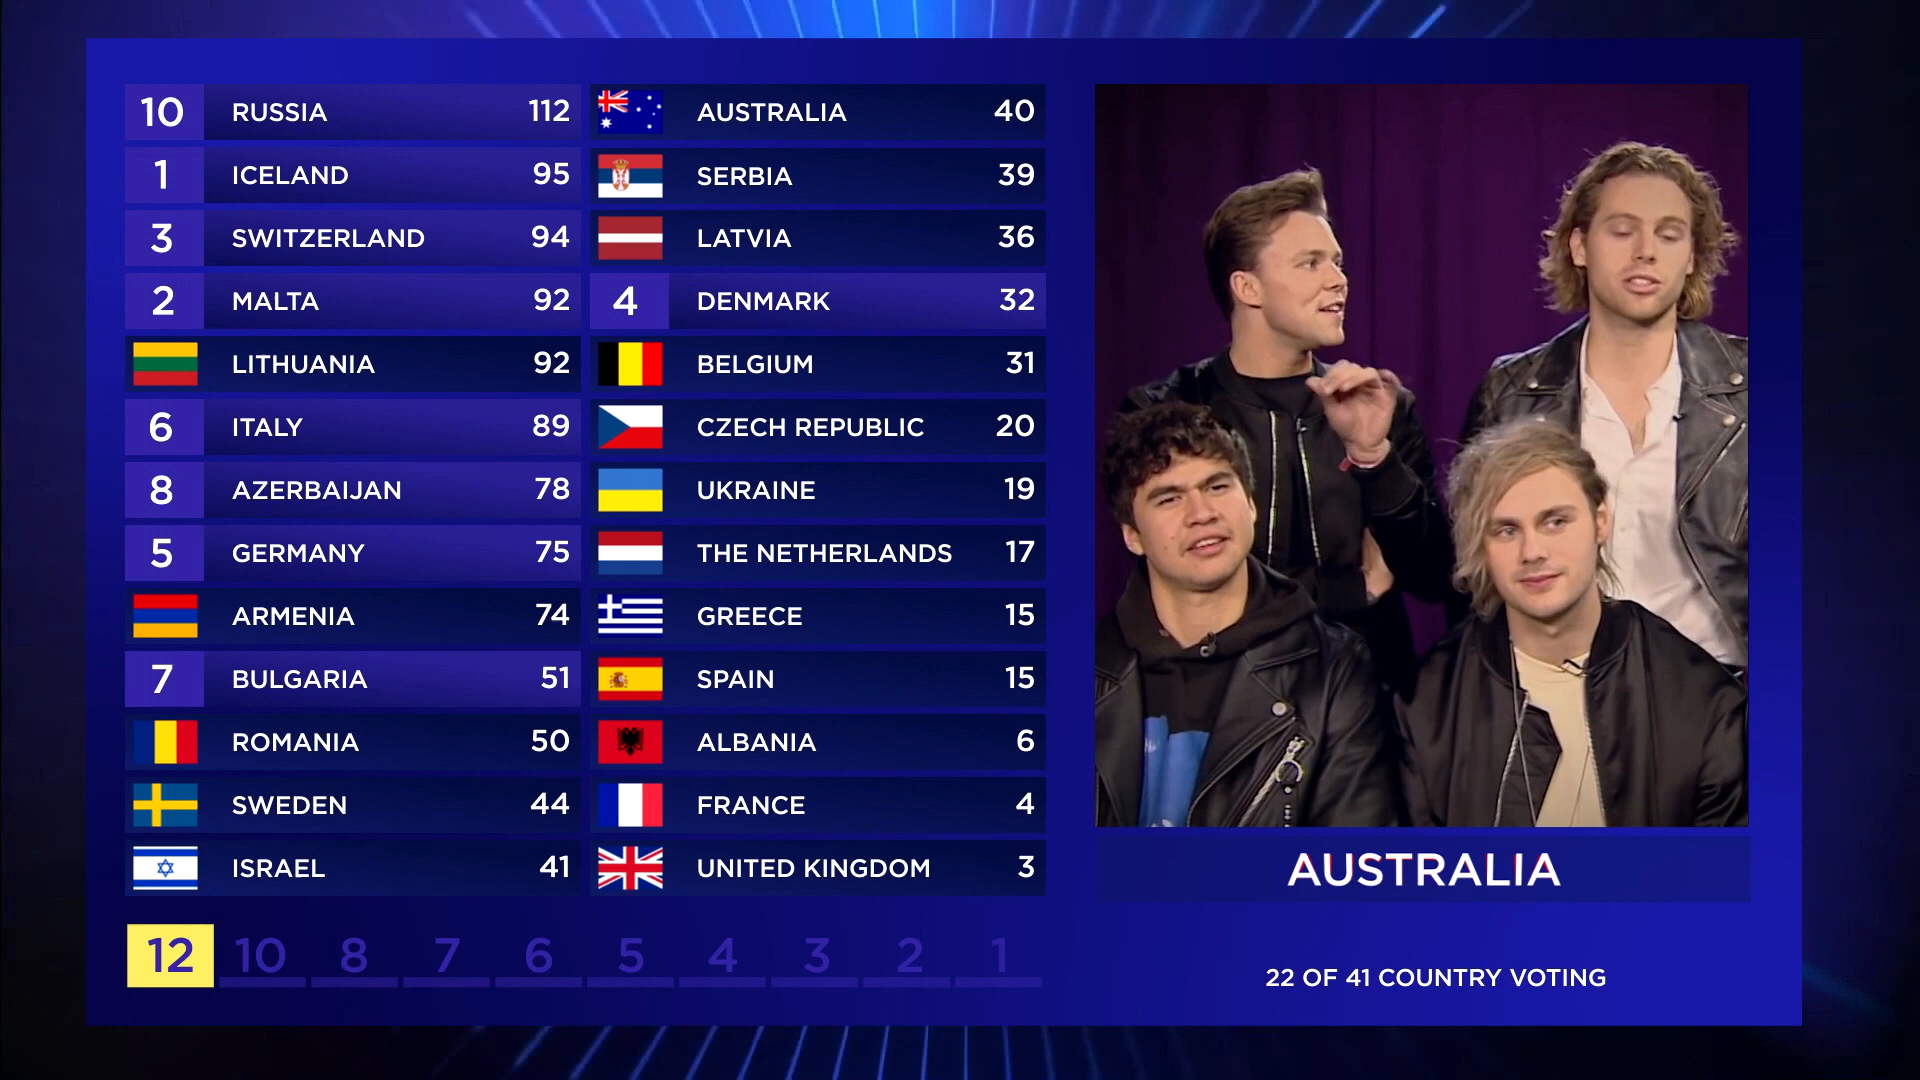 10 RUSSIA 112
1 ICELAND 95
3 SWITZERLAND 94
2 MALTA 92
LITHUANIA 92
6 ITALY 89
8 AZERBAIJAN 78
5 GERMANY 75
ARMENIA 74
7 BULGARIA 51
ROMANIA 50
SWEDEN 44
ISRAEL 41
AUSTRALIA 40
SERBIA 39
LATVIA 36
4 DENMARK 32
BELGIUM 31
CZECH REPUBLIC 20
UKRAINE 19
THE NETHERLANDS 17
GREECE 15
SPAIN 15
ALBANIA 6
FRANCE 4
UNITED KINGDOM 3
12 10 8 7 6 5 4 3 2 1
AUSTRALIA
22 OF 41 COUNTRY VOTING